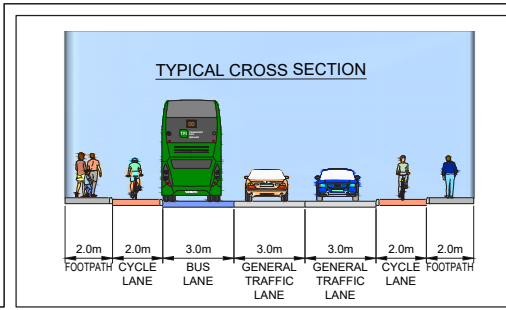 TYPICAL CROSS SECTION
TFI
2.0m 2.0m 3.0m 3.0m 3.0m 2.0m 2.0m
FOOTPATH CYCLE LANE BUS LANE GENERAL TRAFFIC LANE GENERAL TRAFFIC LANE CYCLE LANE FOOTPATH